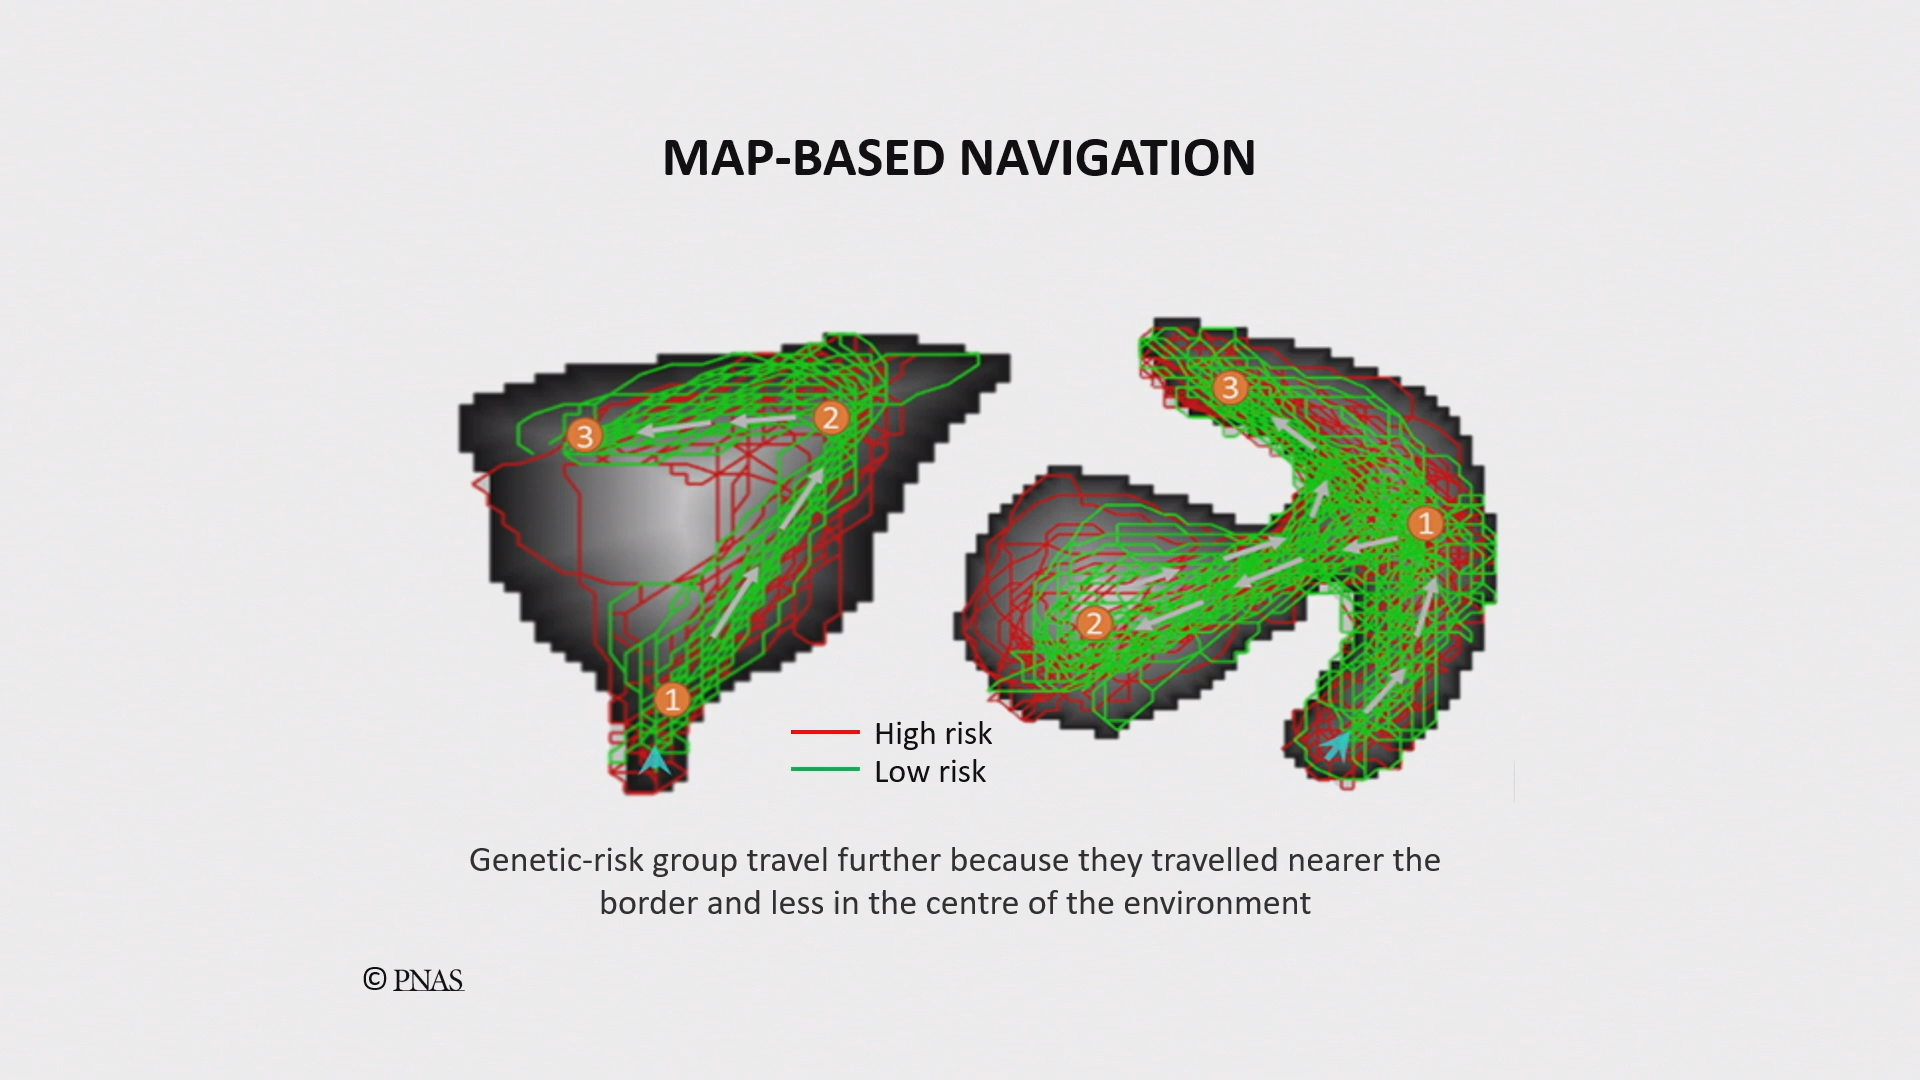 MAP-BASED NAVIGATION
3
2
1
3
1
2
High risk
Low risk
Genetic-risk group travel further because they travelled nearer the
border and less in the centre of the environment
© PNAS